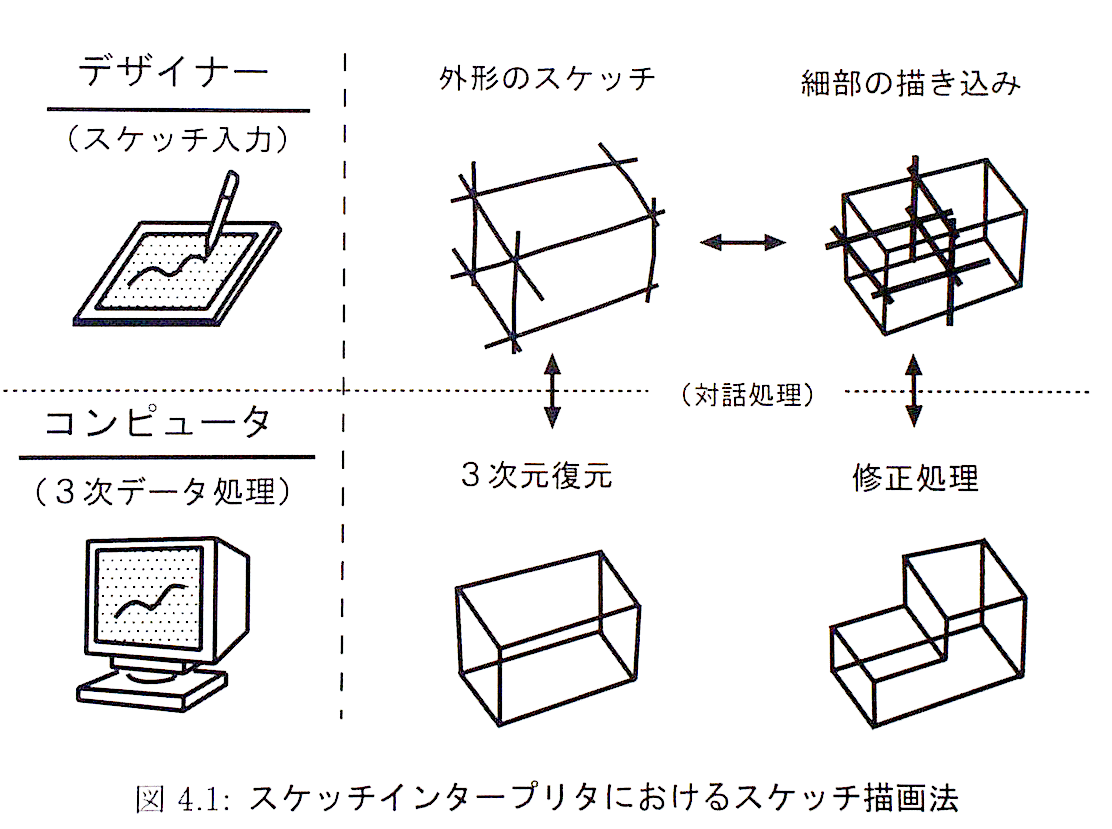 デザイナー
(スケッチ入力)
外形のスケッチ
細部の描き込み
(対話処理)
コンピュータ
(3次データ処理)
3次元復元
修正処理
図 4.1: スケッチインタープリタにおけるスケッチ描画法